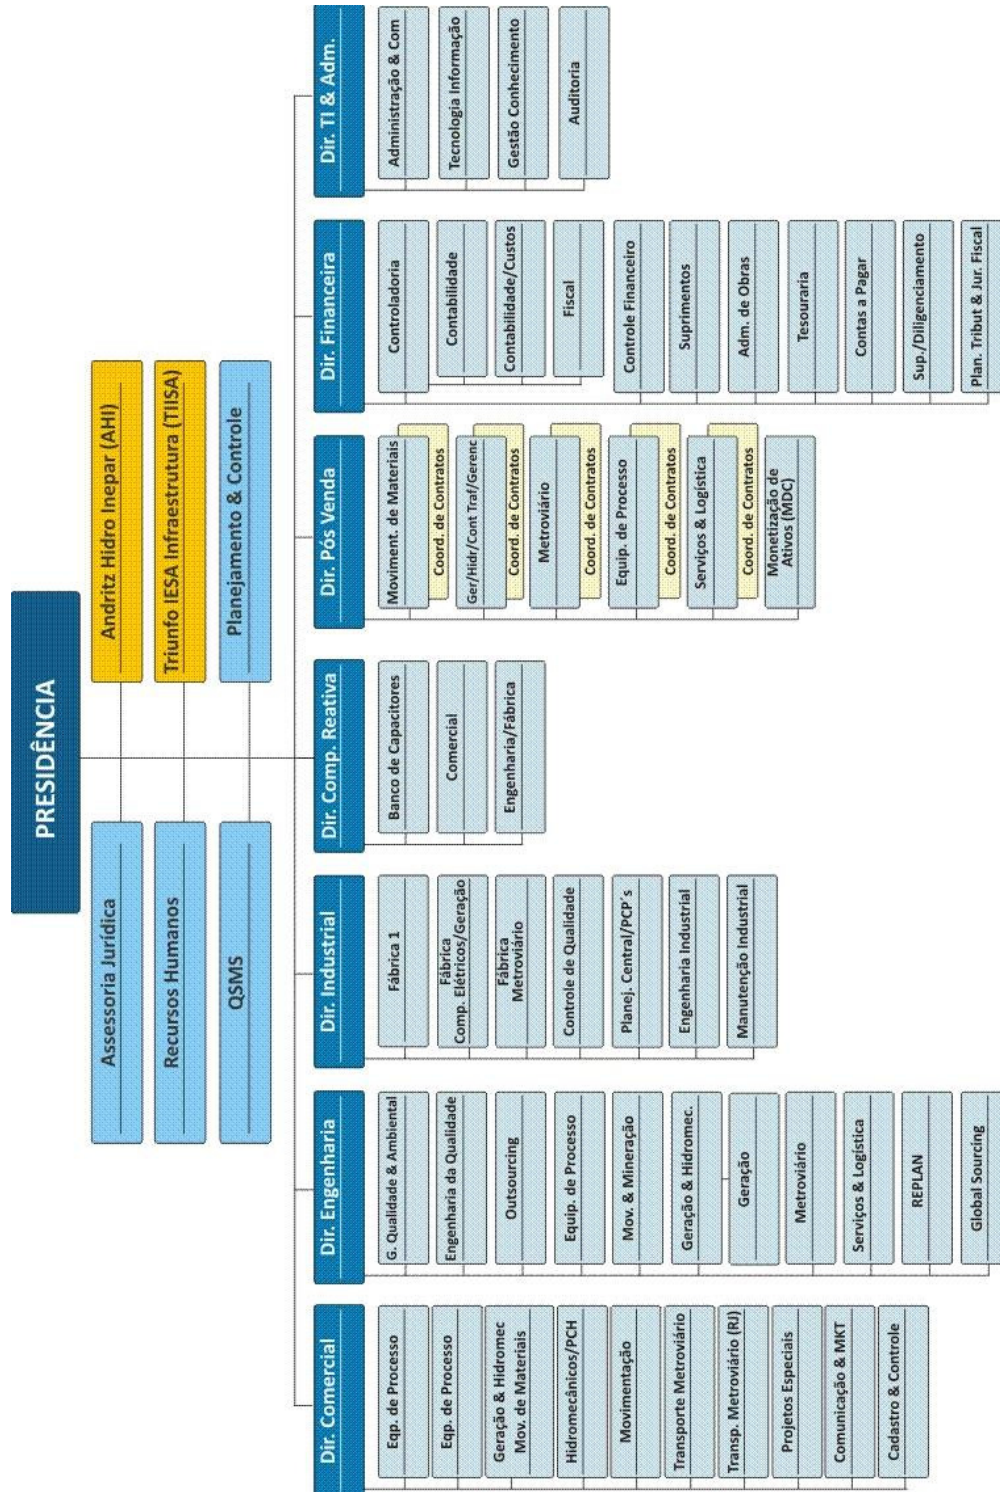 PRESIDÊNCIA
Assessoria Jurídica
Andritz Hidro Inepar (AHI)
Recursos Humanos
Triunfo IESA Infraestrutura (TIISA)
QSMS
Planejamento & Controle
Dir. Comercial
Eqp. de Processo
Eqp. de Processo
Geração & Hidromec
Mov. de Materiais
Hidromecânicos/PCH
Movimentação
Transporte Metroviário
Transp. Metroviário (RJ)
Projetos Especiais
Comunicação & MKT
Cadastro & Controle
Dir. Engenharia
G. Qualidade & Ambiental
Engenharia da Qualidade
Outsourcing
Equip. de Processo
Mov. & Mineração
Geração & Hidromec.
Geração
Metroviário
Serviços & Logística
REPLAN
Global Sourcing
Dir. Industrial
Fábrica 1
Fábrica
Comp. Elétricos/Geração
Fábrica
Metroviário
Controle de Qualidade
Planej. Central/PCP´s
Engenharia Industrial
Manutenção Industrial
Dir. Comp. Reativa
Banco de Capacitores
Comercial
Engenharia/Fábrica
Dir. Pós Venda
Moviment. de Materiais
Coord. de Contratos
Ger/Hidr/Cont Traf/Gerenc
Coord. de Contratos
Metroviário
Coord. de Contratos
Equip. de Processo
Coord. de Contratos
Serviços & Logística
Coord. de Contratos
Monetização de
Ativos (MDC)
Dir. Financeira
Controladoria
Contabilidade
Contabilidade/Custos
Fiscal
Controle Financeiro
Suprimentos
Adm. de Obras
Tesouraria
Contas a Pagar
Sup./Diligenciamento
Plan. Tribut & Jur. Fiscal
Dir. TI & Adm.
Administração & Com
Tecnologia Informação
Gestão Conhecimento
Auditoria